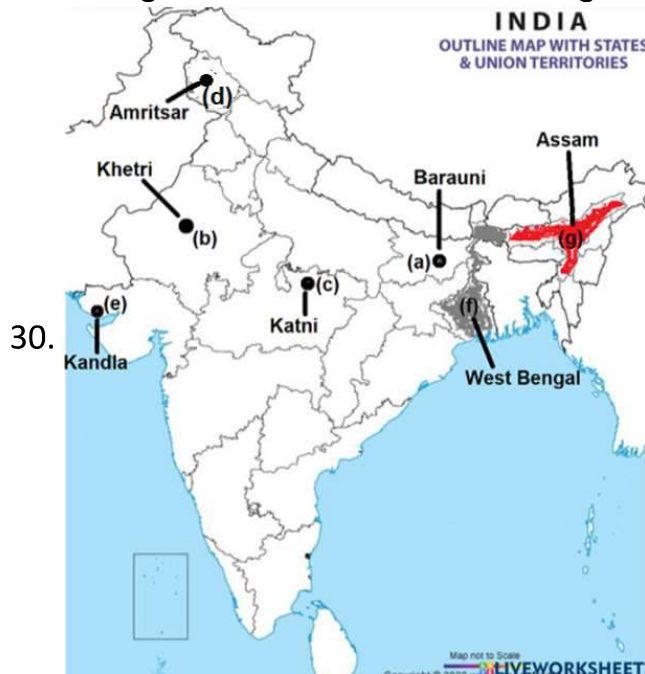 INDIA
OUTLINE MAP WITH STATES
& UNION TERRITORIES
Amritsar
(d)
Assam
Khetri
Barauni
(b)
(g)
(a)
(c)
(e)
Katni
(f)
30.
Kandla
West Bengal
Map not to Scale
LIVEWORKSHEETS